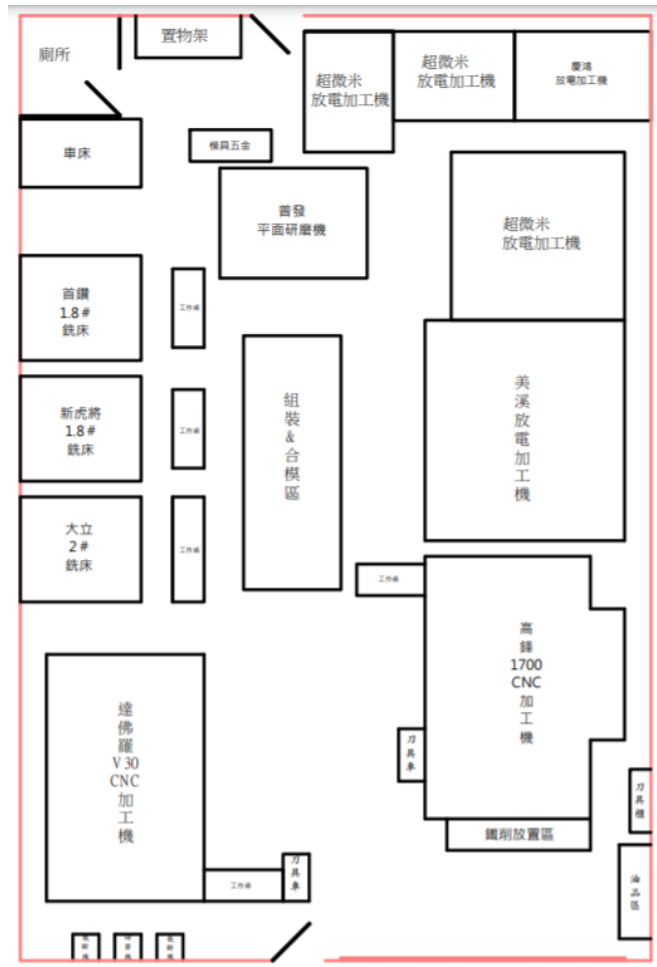 廁所
置物架
超微米
放電加工機
超微米
放電加工機
慶鴻
放電加工機
車床
模具五金
普發
平面研磨機
超微米
放電加工機
首鑽
1.8#
銑床
工作桌
新虎將
1.8#
銑床
工作桌
組裝&合模區
美溪放電加工機
大立
2#
銑床
工作桌
工作桌
高鋒
1700
CNC
加工機
達佛羅
V30
CNC
加工機
刀具車
刀具櫃
鐵削放置區
工作桌
刀具車
油品區